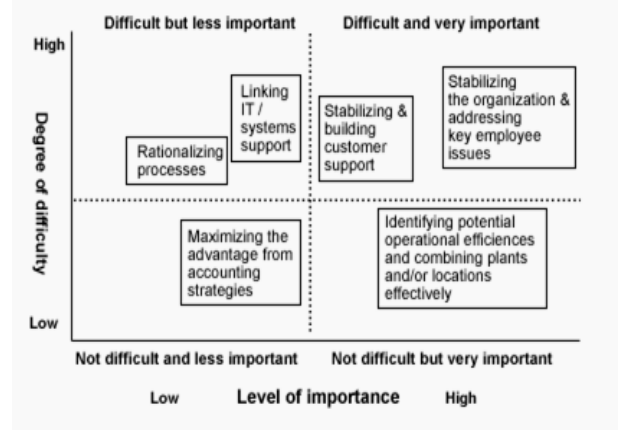 Difficult but less important
Difficult and very important
High
Degree of difficulty
Low
Linking
IT /
systems
support
Rationalizing
processes
Stabilizing &
building
customer
support
Stabilizing
the organization &
addressing
key employee
issues
Maximizing the
advantage from
accounting
strategies
Identifying potential
operational efficiences
and combining plants
and/or locations
effectively
Not difficult and less important
Not difficult but very important
Low
Level of importance
High